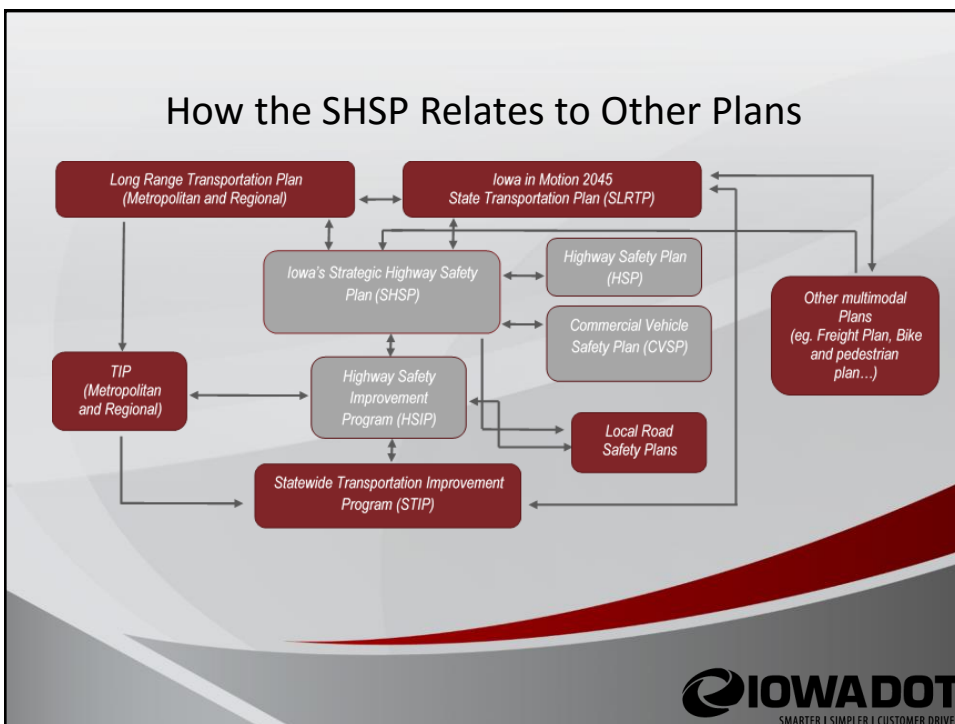 How the SHSP Relates to Other Plans
Long Range Transportation Plan
(Metropolitan and Regional)
Iowa in Motion 2045
State Transportation Plan (SLRTP)
Iowa's Strategic Highway Safety
Plan (SHSP)
Highway Safety Plan
(HSP)
Other multimodal
Plans
(eg. Freight Plan, Bike
and pedestrian
plan…)
Commercial Vehicle
Safety Plan (CVSP)
TIP
(Metropolitan
and Regional)
Highway Safety
Improvement
Program (HSIP)
Local Road
Safety Plans
Statewide Transportation Improvement
Program (STIP)
IOWADOT
SMARTER | SIMPLER | CUSTOMER DRIVE